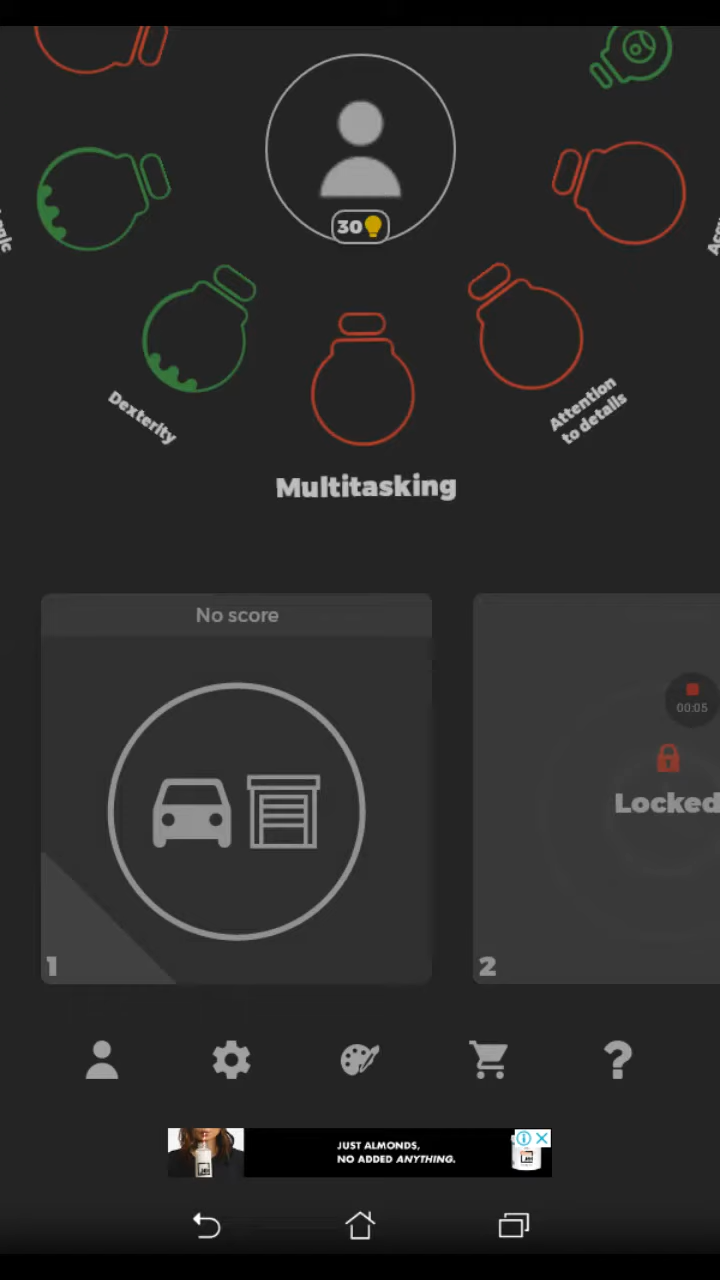 30
Dexterity
Attention
to details
Multitasking
No score
00:05
Locked
1
2
?
JUST ALMONDS,
NO ADDED ANYTHING.